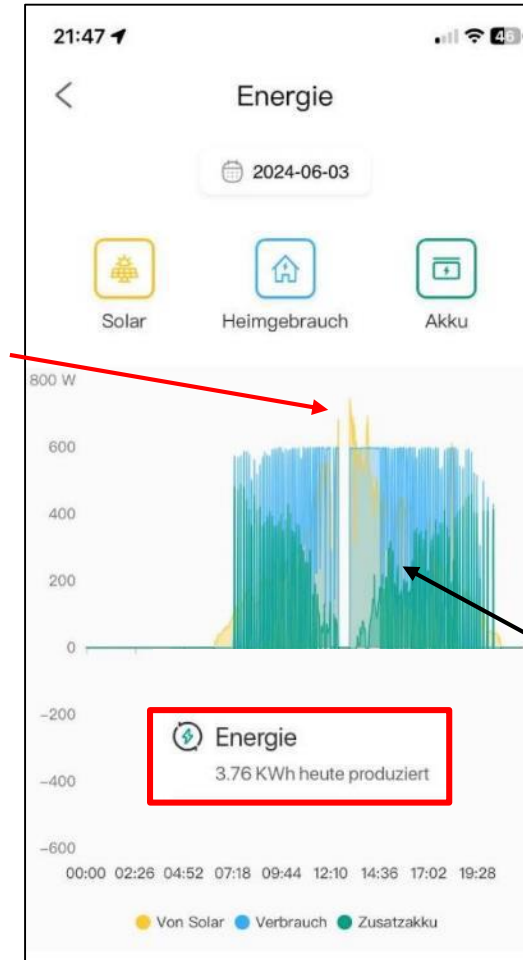 21:47
46
Energie
2024-06-03
Solar Heimgebrauch Akku
800 W
600
400
200
0
-200
Energie
3.76 KWh heute produziert
-400
-600
00:00 02:26 04:52 07:18 09:44 12:10 14:36 17:02 19:28
Von Solar Verbrauch Zusatzakku